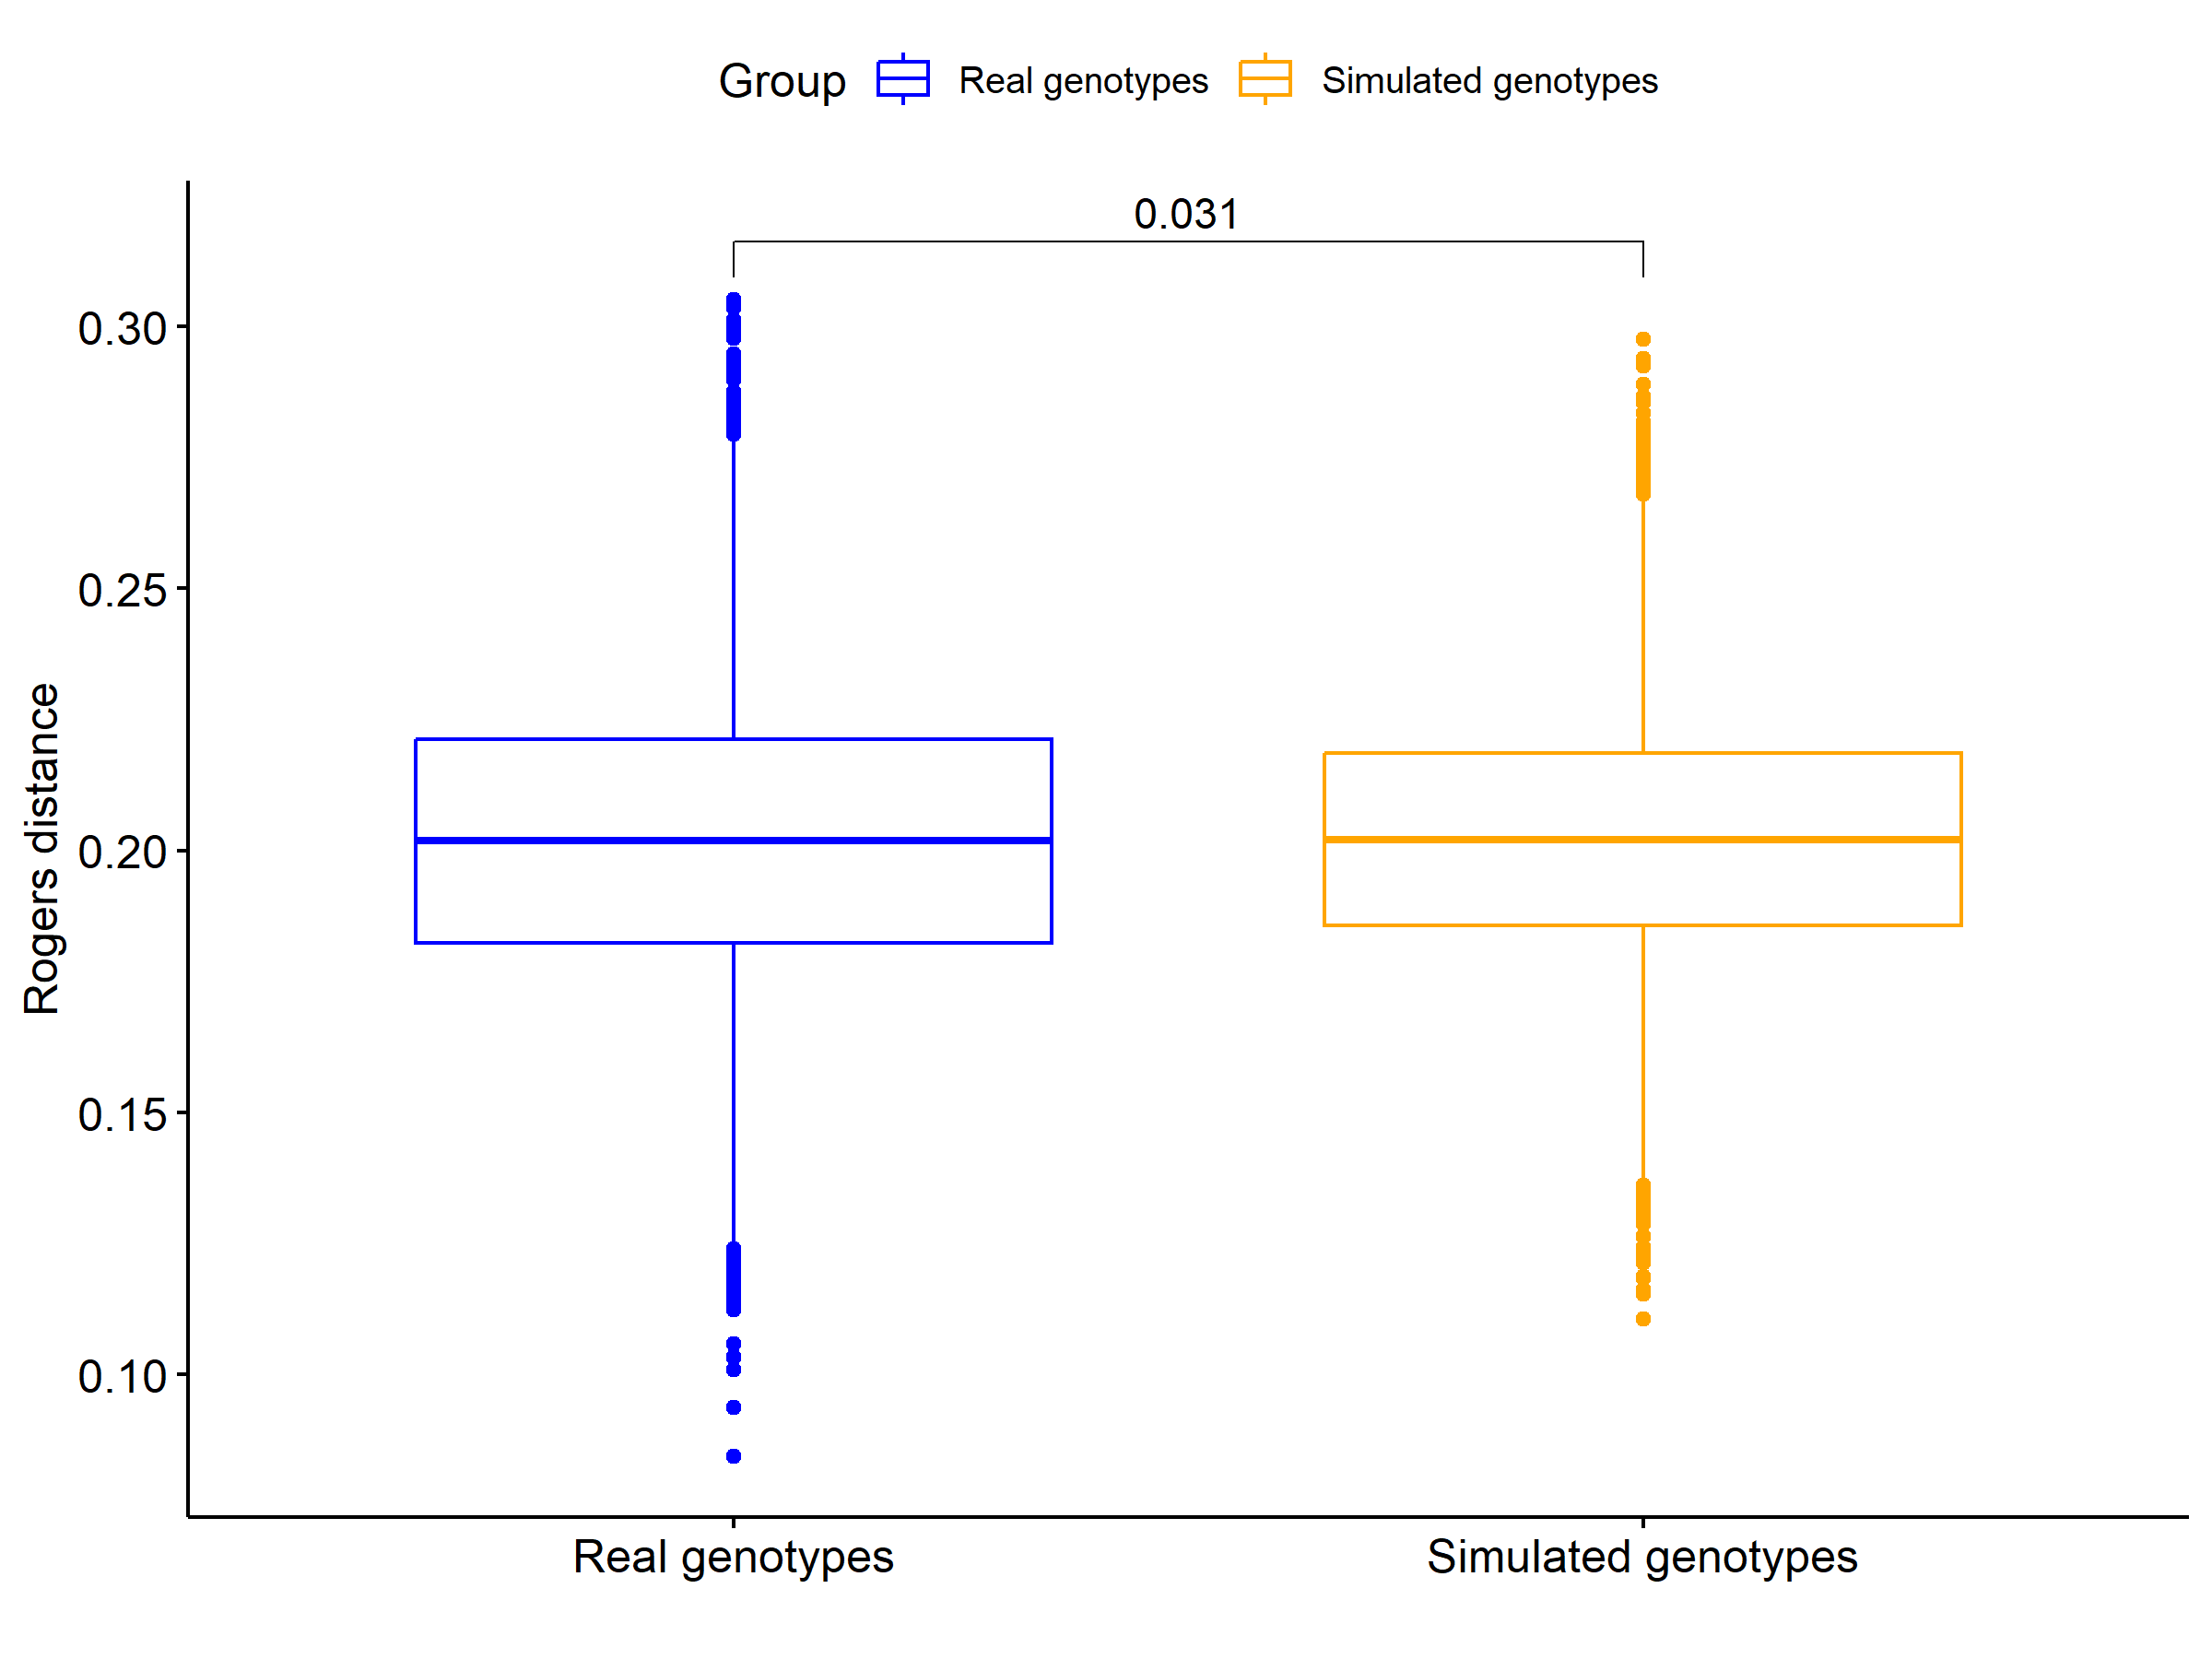 Group Real genotypes Simulated genotypes
0.031
0.30
0.25
0.20
0.15
0.10
Rogers distance
Real genotypes Simulated genotypes